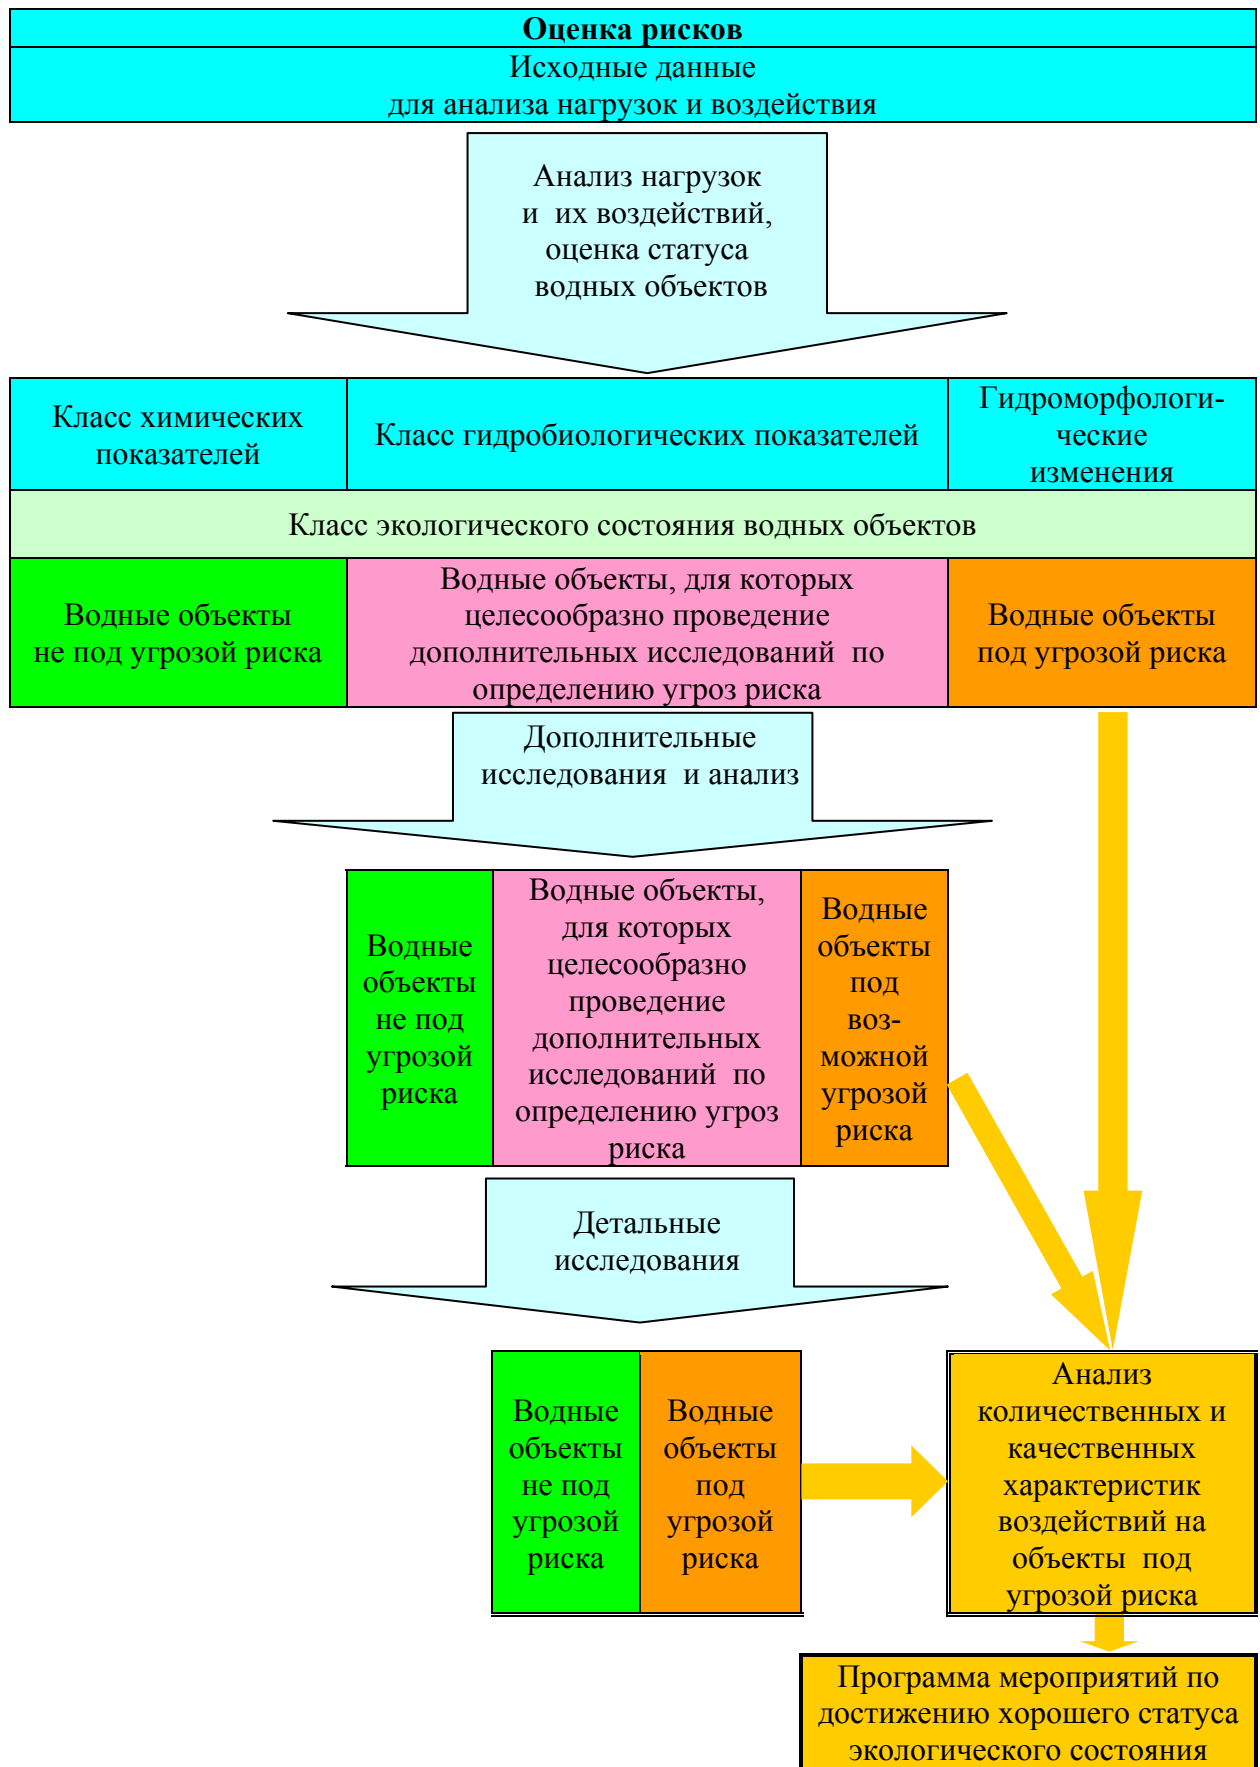 Оценка рисков
Исходные данные
для анализа нагрузок и воздействия
Анализ нагрузок
и их воздействий,
оценка статуса
водных объектов
Класс химических
показателей
Класс гидробиологических показателей
Гидроморфологи-
ческие
изменения
Класс экологического состояния водных объектов
Водные объекты
не под угрозой риска
Водные объекты, для которых
целесообразно проведение
дополнительных исследований по
определению угроз риска
Водные объекты
под угрозой риска
Дополнительные
исследования и анализ
Водные
объекты
не под
угрозой
риска
Водные объекты,
для которых
целесообразно
проведение
дополнительных
исследований по
определению угроз
риска
Водные
объекты
под
воз-
можной
угрозой
риска
Детальные
исследования
Водные
объекты
не под
угрозой
риска
Водные
объекты
под
угрозой
риска
Анализ
количественных и
качественных
характеристик
воздействий на
объекты под
угрозой риска
Программа мероприятий по
достижению хорошего статуса
экологического состояния